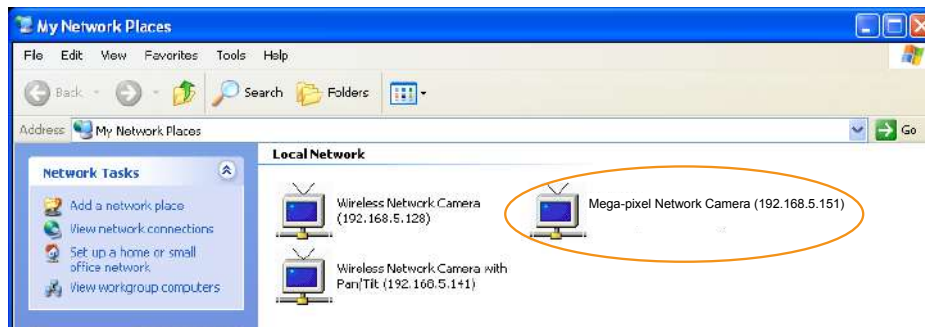 My Network Places
File Edit View Favorites Tools Help
Back Search Folders
Address My Network Places Go
Network Tasks
Add a network place
View network connections
Set up a home or small
office network
View workgroup computers
Local Network
Wireless Network Camera
(192.168.5.128)
Mega-pixel Network Camera (192.168.5.151)
Wireless Network Camera with
Pan/Tilt (192.168.5.141)